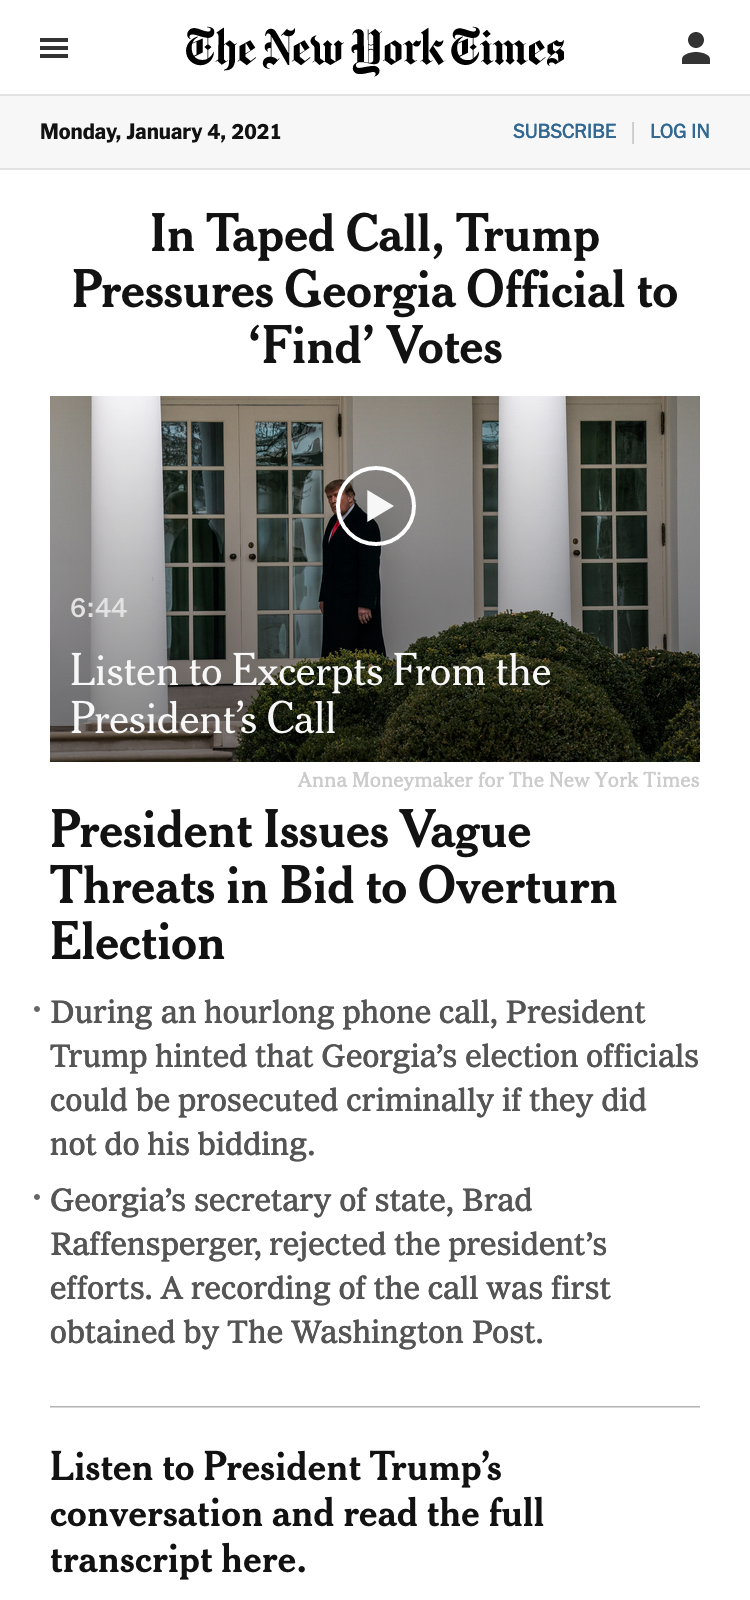 The New York Times
Monday, January 4, 2021
SUBSCRIBE
LOG IN
In Taped Call, Trump
Pressures Georgia Official to
‘Find’ Votes
6:44
Listen to Excerpts From the
President’s Call
Anna Moneymaker for The New York Times
President Issues Vague
Threats in Bid to Overturn
Election
• During an hourlong phone call, President
Trump hinted that Georgia’s election officials
could be prosecuted criminally if they did
not do his bidding.
• Georgia’s secretary of state, Brad
Raffensperger, rejected the president’s
efforts. A recording of the call was first
obtained by The Washington Post.
Listen to President Trump’s
conversation and read the full
transcript here.